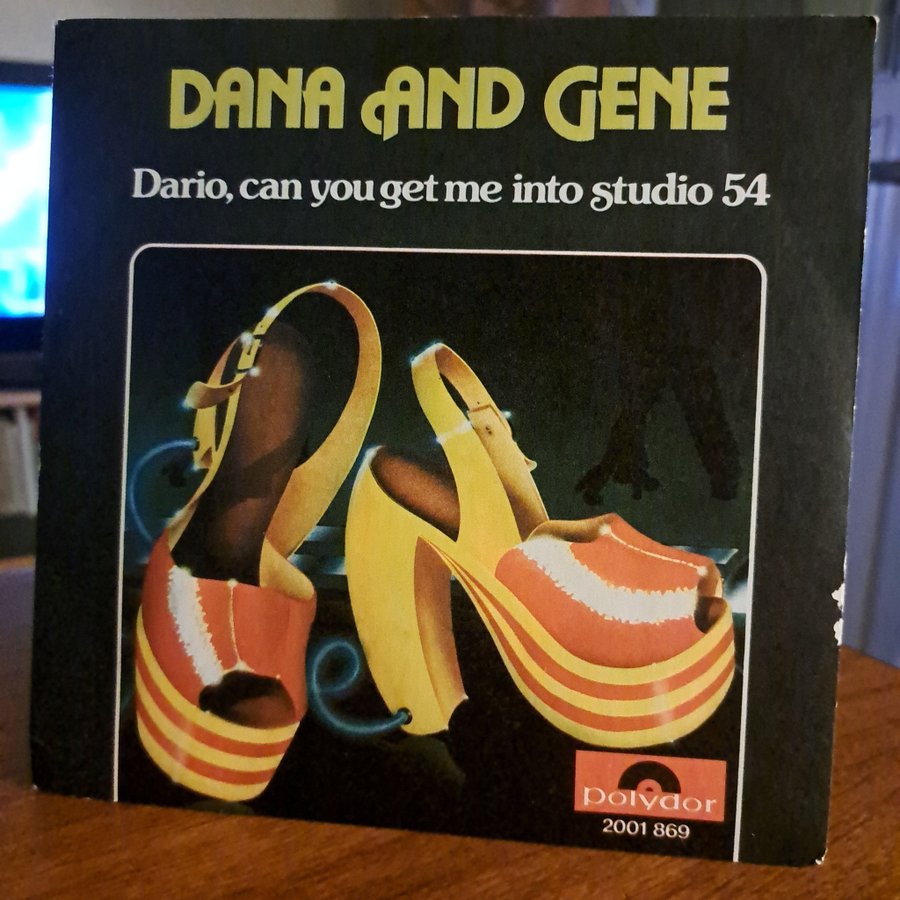 DANA AND GENE
Dario, can you get me into studio 54
polydor
2001 869